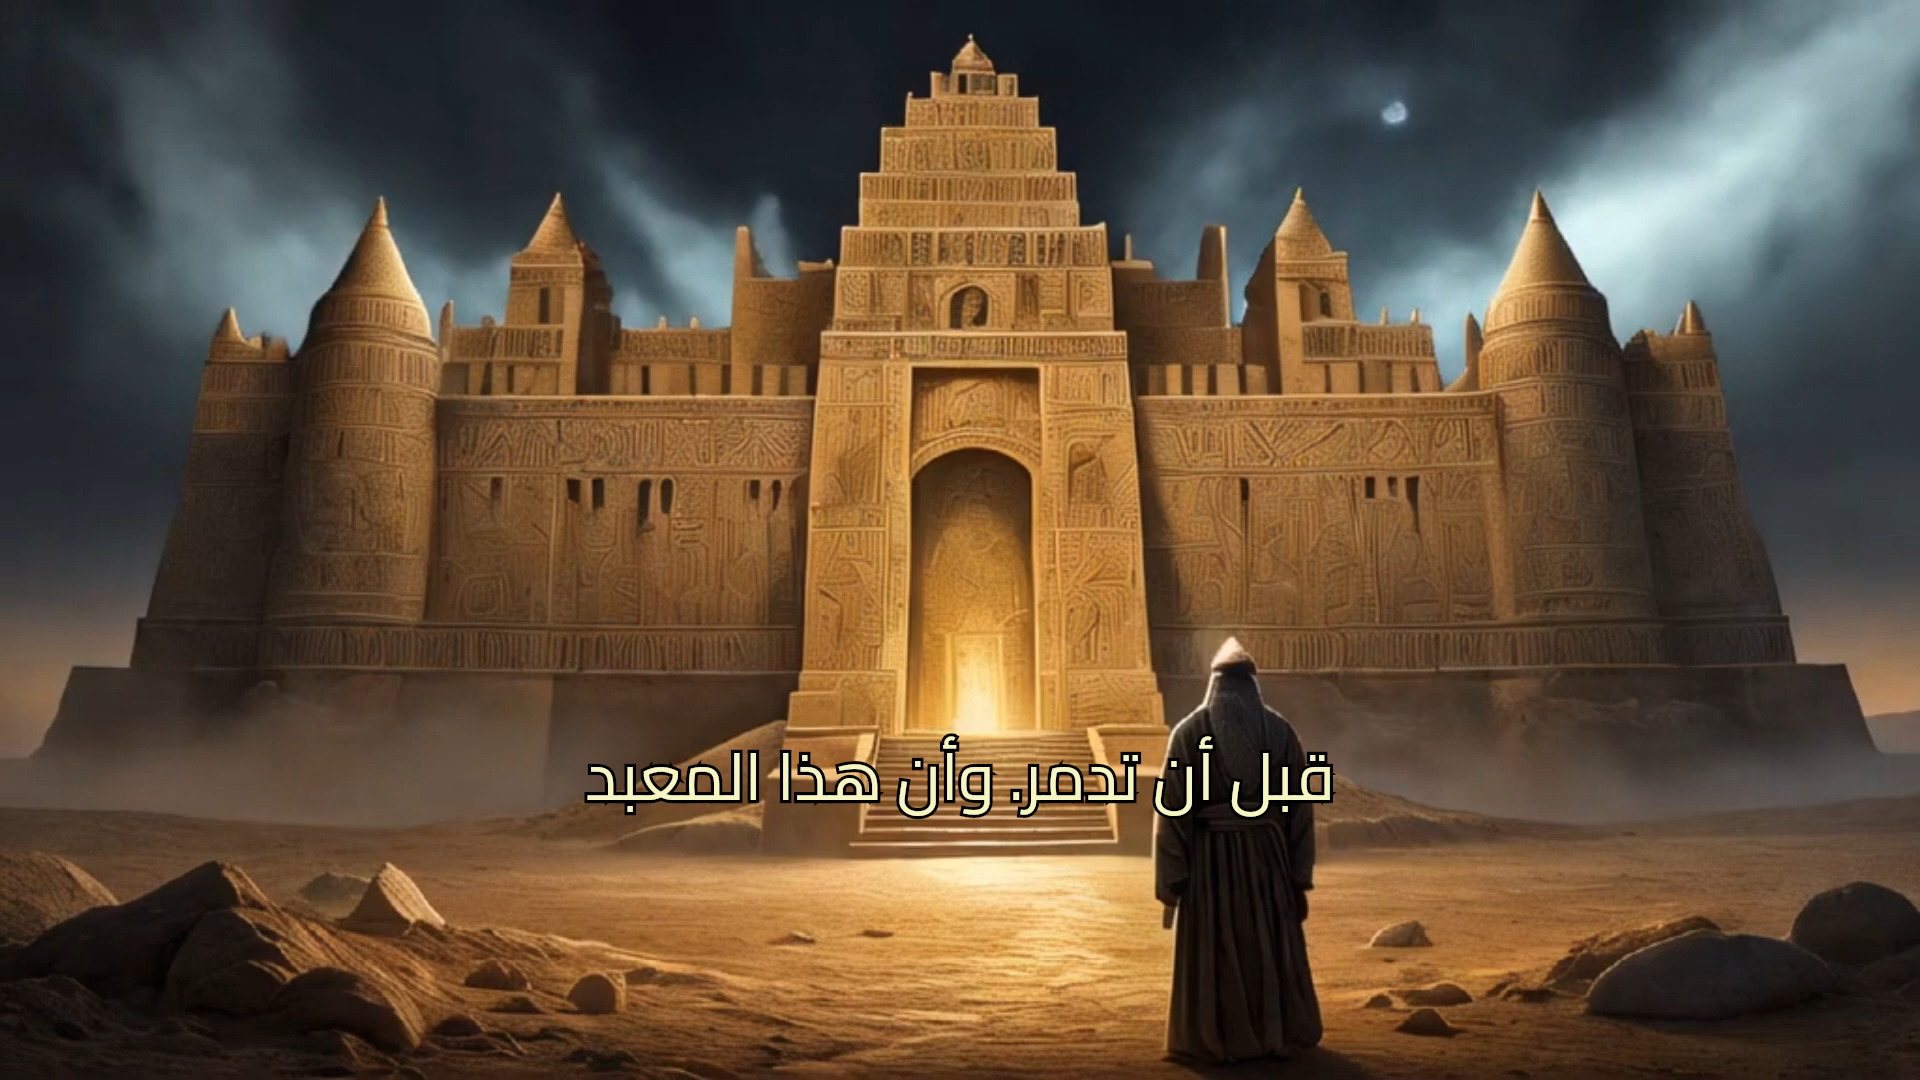 قبل أن تدمر. وأن هذا المعبد